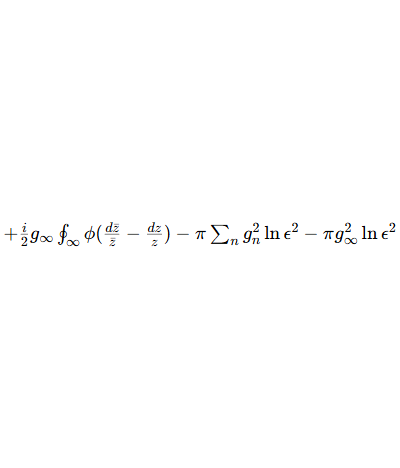 $+\frac{i}{2} g_\infty \oint_\infty \phi (\frac{d\bar{z}}{\bar{z}} - \frac{dz}{z}) - \pi \sum_n g_n^2 \ln \epsilon^2 - \pi g_\infty^2 \ln \epsilon^2$